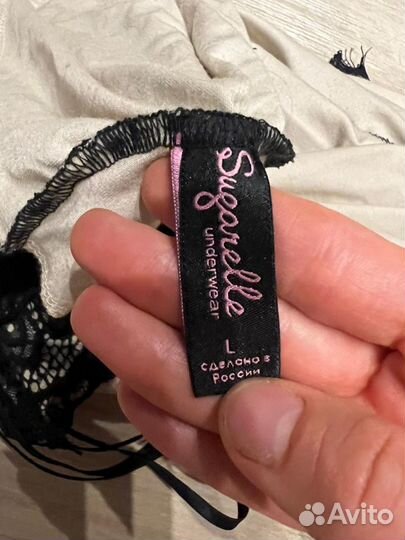 Sugarelle
underwear
L
сделано в
России
Avito